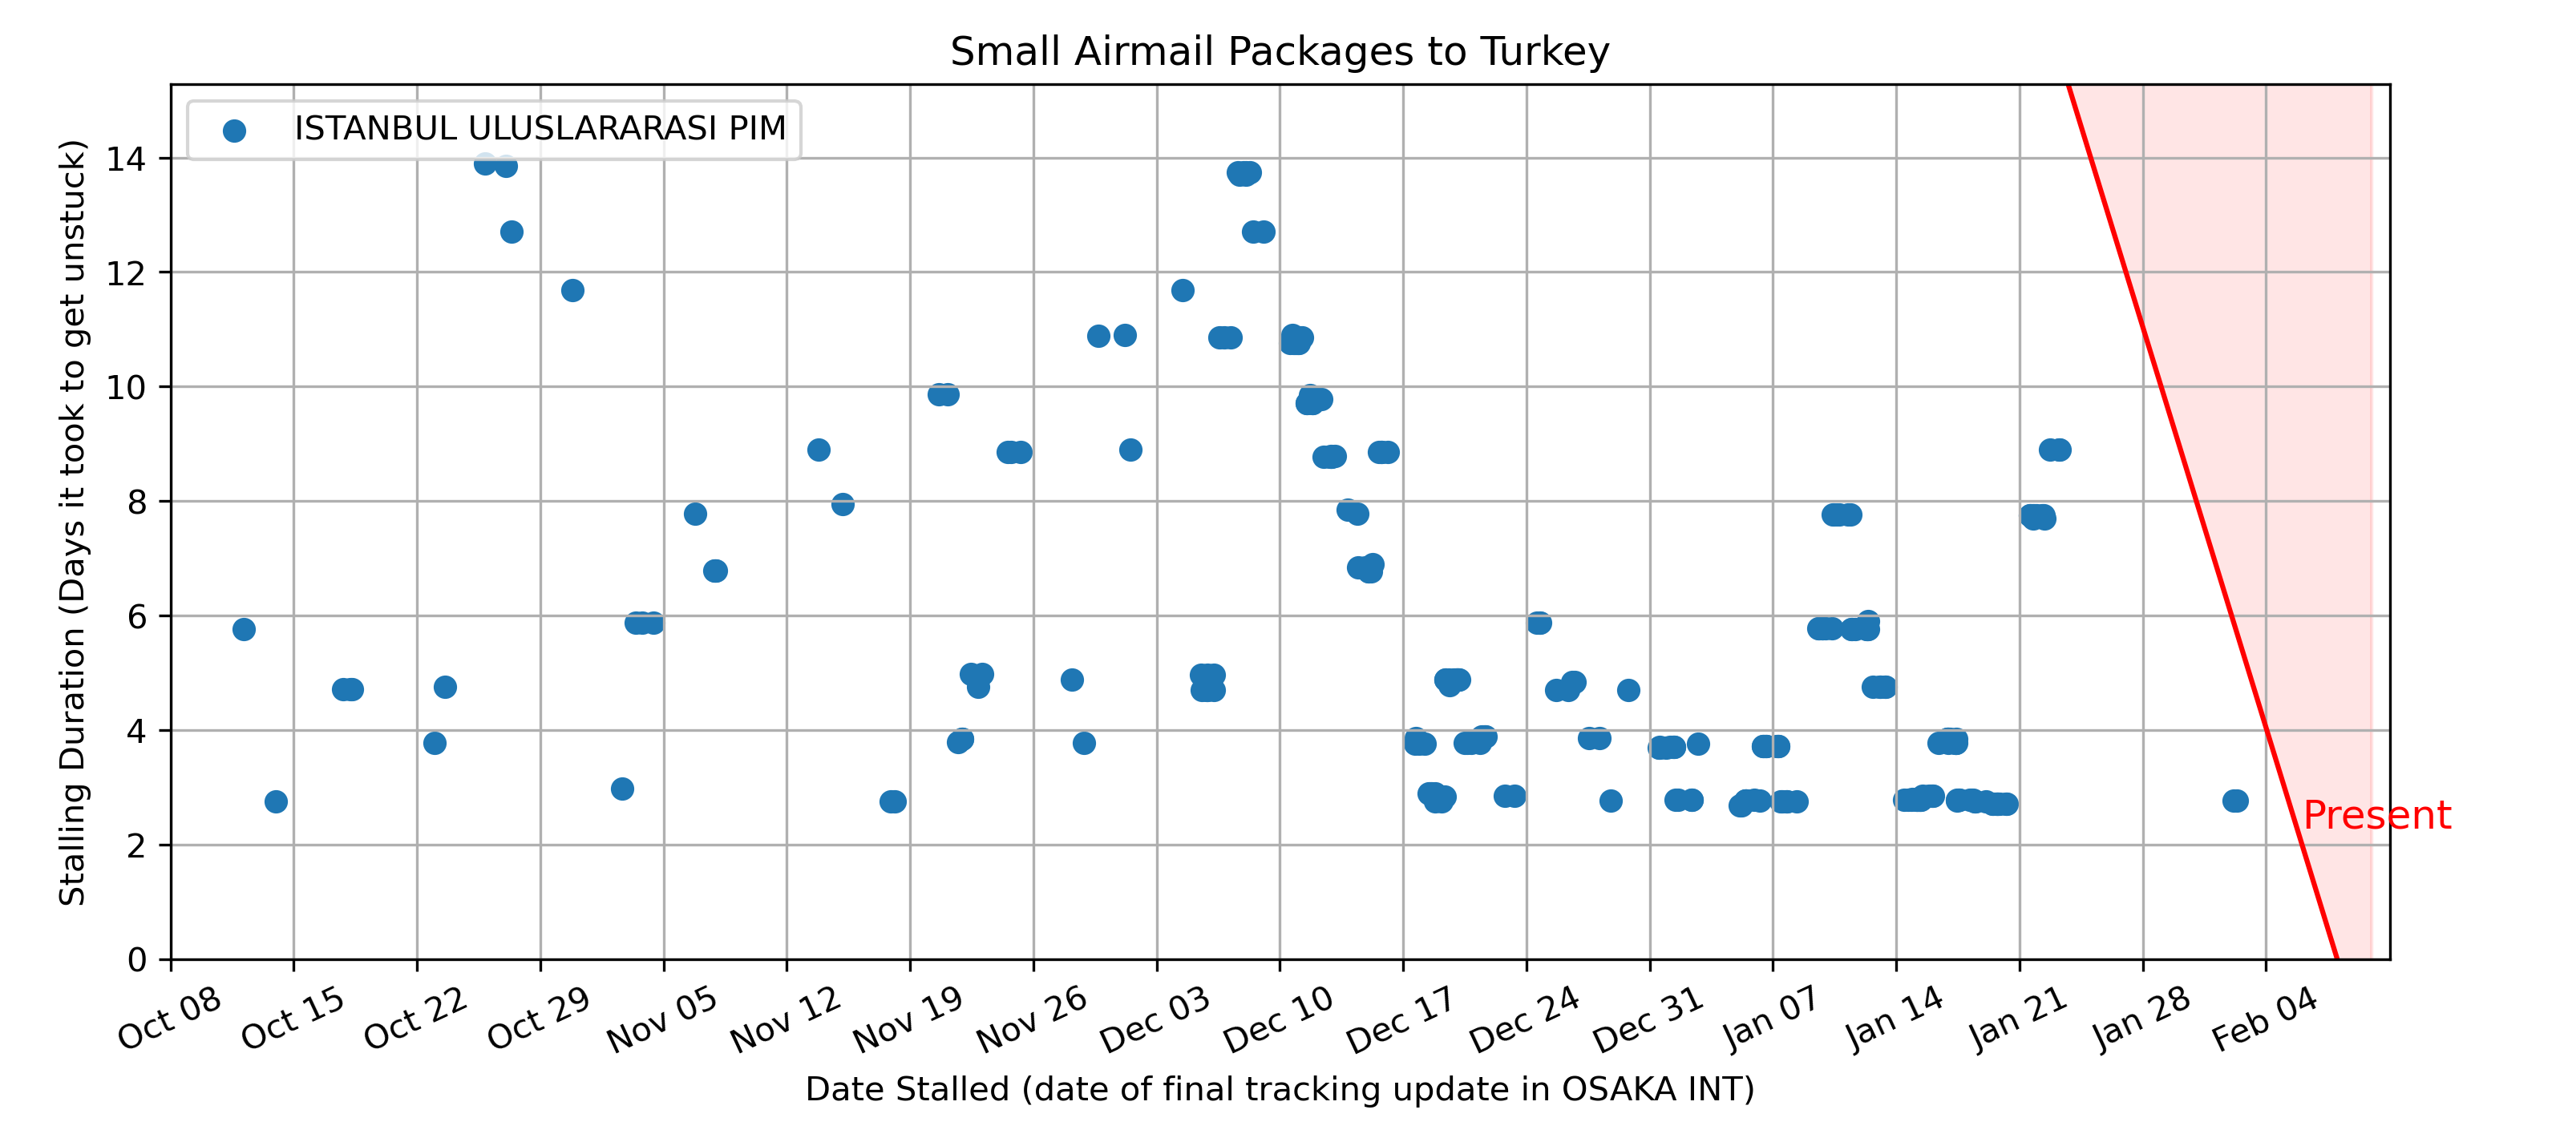 Small Airmail Packages to Turkey
ISTANBUL ULUSLARARASI PIM
Stalling Duration (Days it took to get unstuck)
14
12
10
8
6
4
2
0
Present
Oct 08
Oct 15
Oct 22
Oct 29
Nov 05
Nov 12
Nov 19
Nov 26
Dec 03
Dec 10
Dec 17
Dec 24
Dec 31
Jan 07
Jan 14
Jan 21
Jan 28
Feb 04
Date Stalled (date of final tracking update in OSAKA INT)